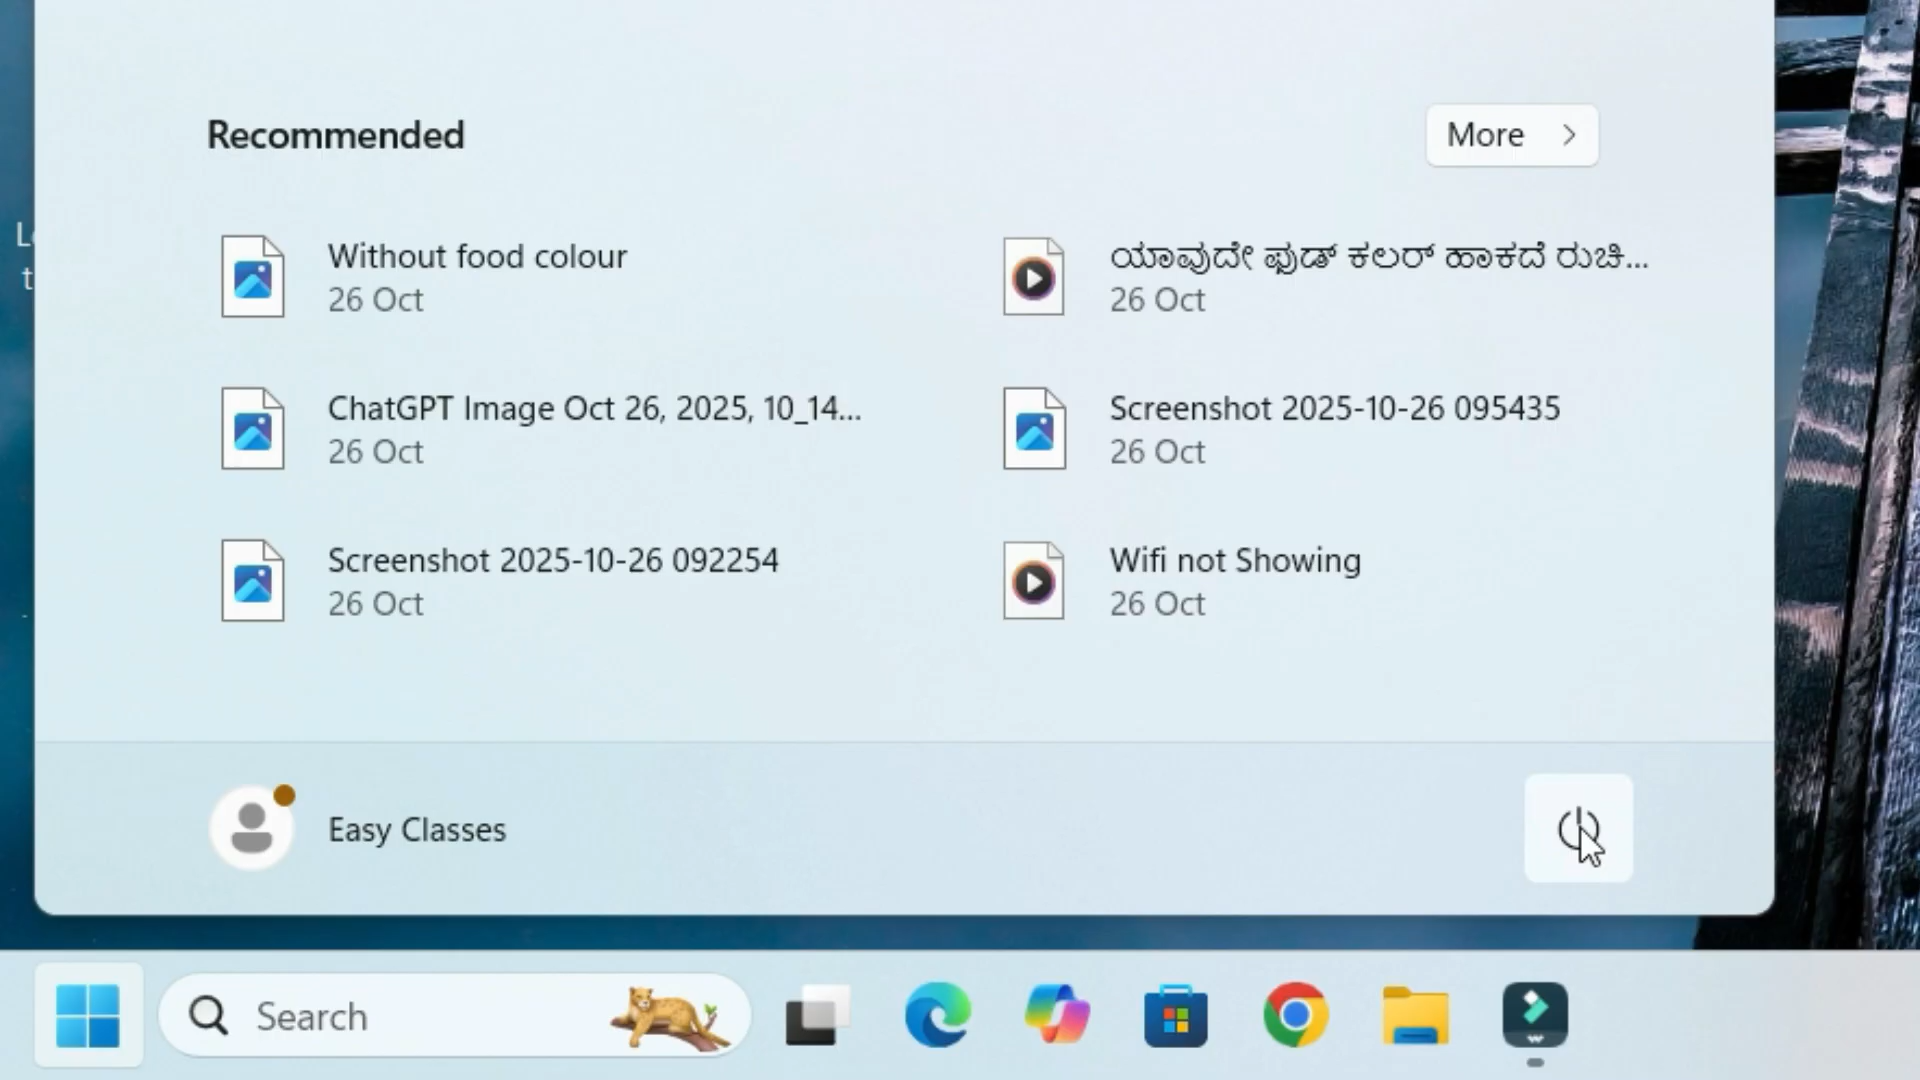 Recommended
More
Without food colour
26 Oct
ಯಾವುದೇ ಫುಡ್ ಕಲರ್ ಹಾಕದೆ ರುಚಿ...
26 Oct
ChatGPT Image Oct 26, 2025, 10_14...
26 Oct
Screenshot 2025-10-26 095435
26 Oct
Screenshot 2025-10-26 092254
26 Oct
Wifi not Showing
26 Oct
Easy Classes
Search